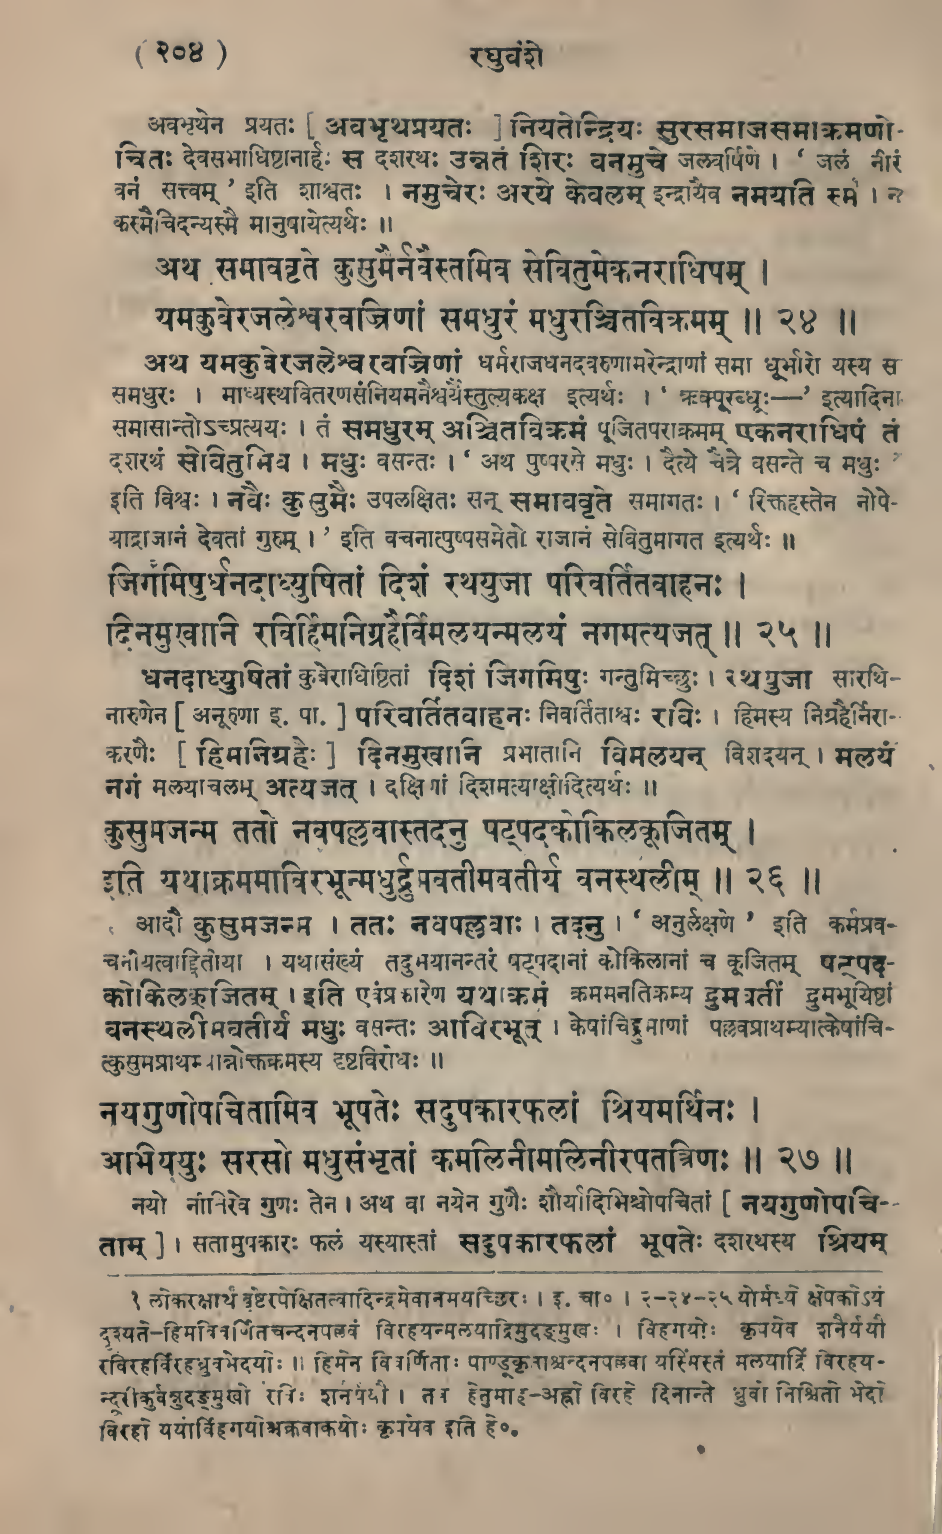 ( २०४ )
रघुवंशे
अवभृथेन प्रयतः [ अवभृथप्रयतः ] नियतेन्द्रियः सुरसमाजसमाक्रमणो-
चितः देवसभाधिष्ठानार्हः स दशरथः उन्नतं शिरः वनमुचे जलवर्षिणे । ‘ जलं नीरं
वनं सत्त्वम् ’ इति शाश्वतः । नमुचेरः अरये केवलम् इन्द्रायैव नमयति स्म । न
कस्मैचिदन्यस्मै मानुषायेत्यर्थः ॥
अथ समाववृते कुसुमैर्नवैस्तमिव सेवितुमेकनराधिपम् ।
यमकुबेरजलेश्वरवज्रिणां समधुरं मधुरञ्चितविक्रमम् ॥ २४ ॥
अथ यमकुबेरजलेश्वरवज्रिणां धर्मराजधनदवरुणामरेन्द्राणां समा धूर्भारो यस्य स
समधुरः । माध्यस्थवितरणसंनियमनैश्वर्यैस्तुल्यकक्ष इत्यर्थः । ‘ ऋक्पूरब्धूः—’ इत्यादिना
समासान्तोऽच्प्रत्ययः । तं समधुरम् अञ्चितविक्रमं पूजितपराक्रमम् एकनराधिपं तं
दशरथं सेवितुमिव । मधुः वसन्तः । ‘ अथ पुष्परसे मधुः । दैत्ये चैत्रे वसन्ते च मधुः ’
इति विश्वः । नवैः कुसुमैः उपलक्षितः सन् समाववृते समागतः । ‘ रिक्तहस्तेन नोपे-
याद्राजानं देवतां गुरुम् । ’ इति वचनात्पुष्पसमेतो राजानं सेवितुमागत इत्यर्थः ॥
जिगमिषुर्धनदाध्युषितां दिशं रथयुजा परिवर्तितवाहनः ।
दिनमुखानि रविर्हिमनिग्रहैर्विमलयन्मलयं नगमत्यजत् ॥ २५ ॥
धनदाध्युषितां कुबेराधिष्ठितां दिशं जिगमिषुः गन्तुमिच्छुः । रथयुजा सारथि-
नारुणेन [ अनूरुणा इ. पा. ] परिवर्तितवाहनः निवर्तिताश्वः रविः । हिमस्य निग्रहैर्निरा-
करणैः [ हिमनिग्रहैः ] दिनमुखानि प्रभातानि विमलयन् विशदयन् । मलयं
नगं मलयाचलम् अत्यजत् । दक्षिणां दिशमत्याक्षीदित्यर्थः ॥
कुसुमजन्म ततो नवपल्लवास्तदनु षट्पदकोकिलकूजितम् ।
इति यथाक्रममाविरभून्मधुर्द्रुमवतीमवतीर्य वनस्थलीम् ॥ २६ ॥
आदौ कुसुमजन्म । ततः नवपल्लवाः । तदनु । ‘ अनुर्लक्षणे ’ इति कर्मप्रव-
चनीयत्वाद्द्वितीया । यथासंख्यं तदुभयानन्तरं षट्पदानां कोकिलानां च कूजितम् षट्पद-
कोकिलकूजितम् । इति एवंप्रकारेण यथाक्रमं क्रममनतिक्रम्य द्रुमवतीं द्रुमभूयिष्ठां
वनस्थलीमवतीर्य मधुः वसन्तः आविरभूत् । केषांचिद्द्रुमाणां पल्लवप्राथम्यात्केषांचि-
त्कुसुमप्राथम्यान्नोक्तक्रमस्य दृष्टविरोधः ॥
नयगुणोपचितामिव भूपतेः सदुपकारफलां श्रियमर्थिनः ।
अभिययुः सरसो मधुसंभृतां कमलिनीमलिनीरपतत्रिणः ॥ २७ ॥
नयो नीतिरेव गुणः तेन । अथ वा नयेन गुणैः शौर्यादिभिश्चोपचितां [ नयगुणोपचि-
ताम् ] । सतामुपकारः फलं यस्यास्तां सदुपकारफलां भूपतेः दशरथस्य श्रियम्
१ लोकरक्षार्थं वृष्टेरपेक्षितत्वादिन्द्रमेवानमयच्छिरः । इ. चा० । २-२४-२५ योर्मध्ये क्षेपकोऽयं
दृश्यते-हिमविवर्णितचन्दनपल्लवं विरहयन्मलयाद्रिमुदङ्मुखः । विहगयोः कृपयेव शनैर्ययौ
रविरहर्विरहध्रुवभेदयोः ॥ हिमेन विवर्णिताः पाण्डूकृताश्चन्दनपल्लवा यस्मिंस्तं मलयाद्रिं विरहय-
न्दूरीकुर्वन्नुदङ्मुखो रविः शनैर्ययौ । तत्र हेतुमाह-अह्नो विरहे दिनान्ते ध्रुवो निश्चितो भेदो
विरहो ययोर्विहगयोश्चक्रवाकयोः कृपयेव इति हे०.